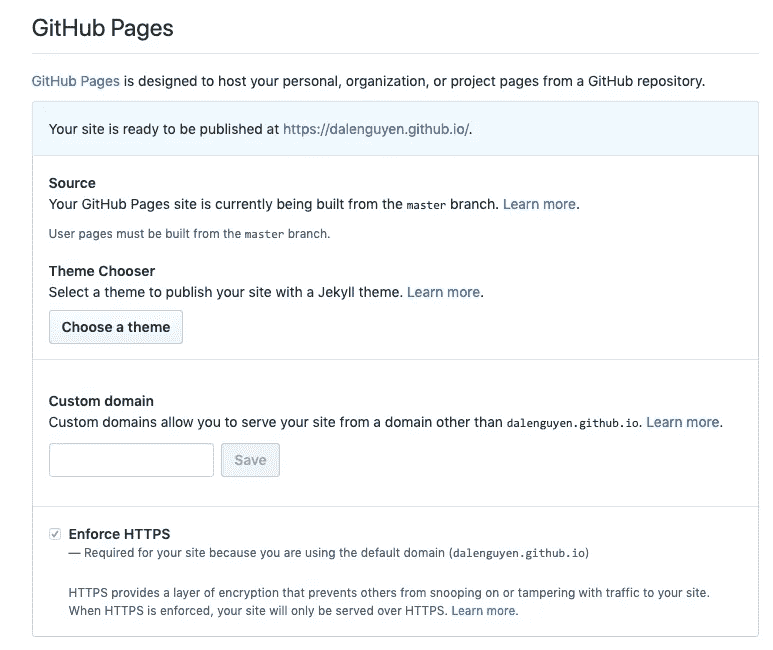 GitHub Pages
GitHub Pages is designed to host your personal, organization, or project pages from a GitHub repository.
Your site is ready to be published at https://dalenguyen.github.io/.
Source
Your GitHub Pages site is currently being built from the master branch. Learn more.
User pages must be built from the master branch.
Theme Chooser
Select a theme to publish your site with a Jekyll theme. Learn more.
Choose a theme
Custom domain
Custom domains allow you to serve your site from a domain other than dalenguyen.github.io. Learn more.
Save
Enforce HTTPS
— Required for your site because you are using the default domain (dalenguyen.github.io)
HTTPS provides a layer of encryption that prevents others from snooping on or tampering with traffic to your site.
When HTTPS is enforced, your site will only be served over HTTPS. Learn more.